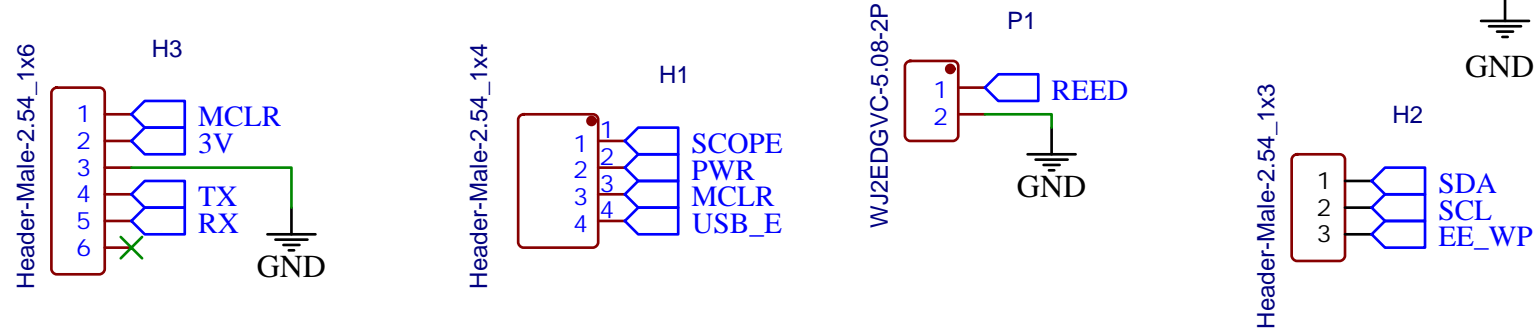 H3
Header-Male-2.54_1x6
1
MCLR
2
3V
3
4
TX
5
RX
6
GND
H1
Header-Male-2.54_1x4
1
1
SCOPE
2
2
PWR
3
3
MCLR
4
4
USB_E
P1
WJ2EDGVC-5.08-2P
1
REED
2
GND
GND
H2
Header-Male-2.54_1x3
1
SDA
2
SCL
3
EE_WP